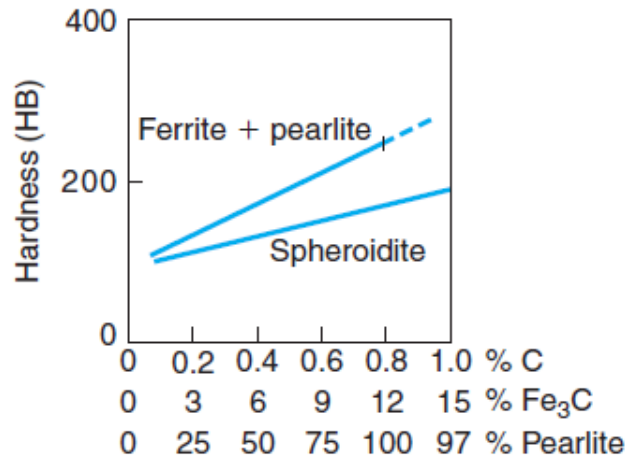 400
Hardness (HB)
Ferrite + pearlite
200
Spheroidite
0
0 0.2 0.4 0.6 0.8 1.0 % C
0 3 6 9 12 15 % Fe₃C
0 25 50 75 100 97 % Pearlite